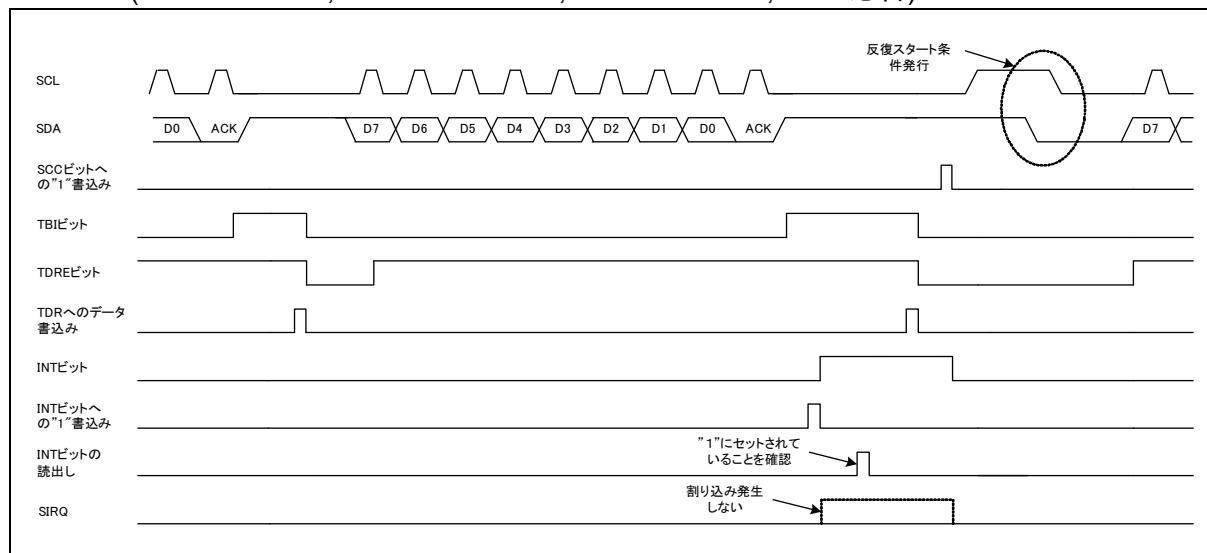 反復スタート条
件発行
SCL
SDA
D0 ACK D7 D6 D5 D4 D3 D2 D1 D0 ACK D7
SCCビットへ
の"1"書込み
TBIビット
TDREビット
TDRへのデータ
書込み
INTビット
INTビットへ
の"1"書込み
"1"にセットされて
いることを確認
INTビットの
読出し
割り込み発生
しない
SIRQ